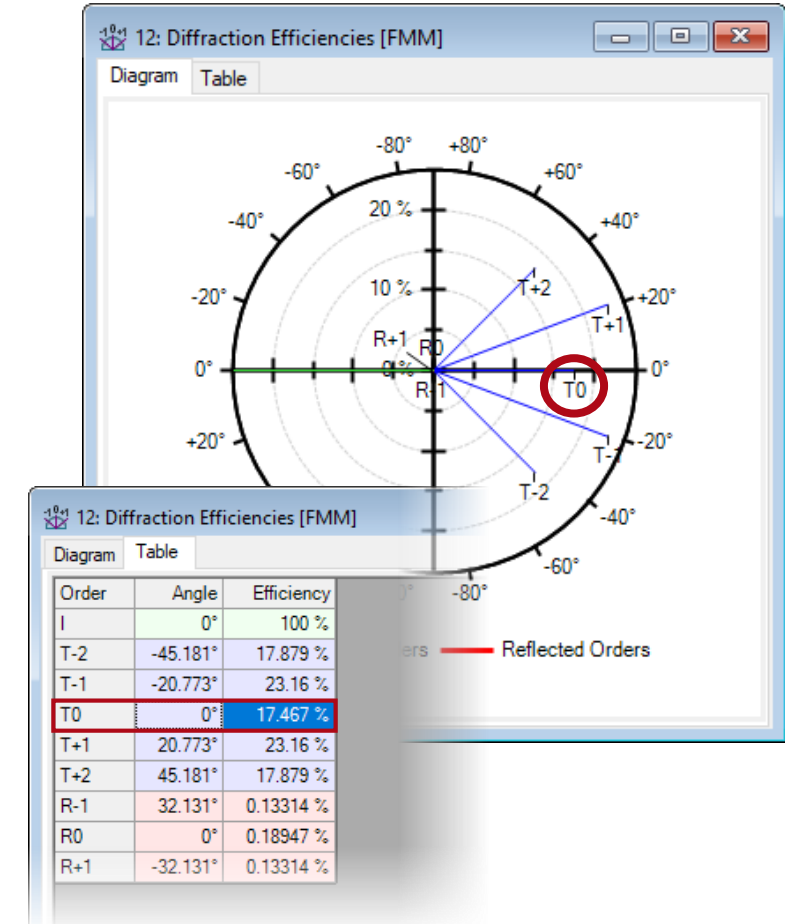 12: Diffraction Efficiencies [FMM]
Diagram Table
-80° +80°
-60° +60°
20 %
-40° +40°
10 %
-20° +20°
T+2
T+1
R+1 R0
0° 0 % 0°
R-1 T0
+20° -20°
T-1
T-2
-40°
-60°
-80°
Reflected Orders
12: Diffraction Efficiencies [FMM]
Diagram Table
Order Angle Efficiency
I 0° 100 %
T-2 -45.181° 17.879 %
T-1 -20.773° 23.16 %
T0 0° 17.467 %
T+1 20.773° 23.16 %
T+2 45.181° 17.879 %
R-1 32.131° 0.13314 %
R0 0° 0.18947 %
R+1 -32.131° 0.13314 %